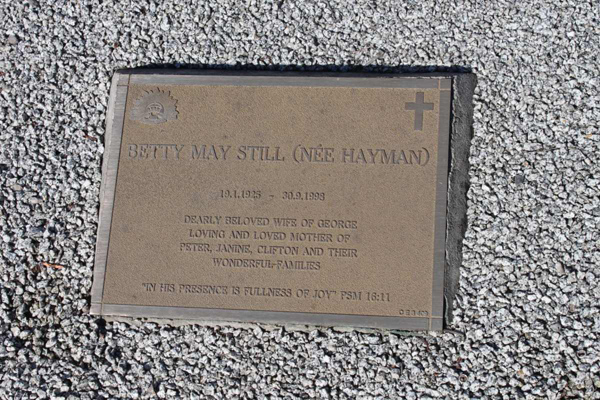 BETTY MAY STILL (NÉE HAYMAN)
19.1.1925 - 30.9.1998
DEARLY BELOVED WIFE OF GEORGE
LOVING AND LOVED MOTHER OF
PETER, JANINE, CLIFTON AND THEIR
WONDERFUL FAMILIES
"IN HIS PRESENCE IS FULLNESS OF JOY" PSM 16:11